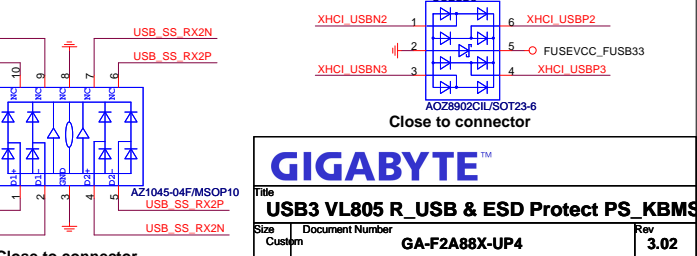 USB_SS_RX2N
USB_SS_RX2P
10 9 8 7 6
NC NC NC NC NC
D1+ D1- GND D2+ D2-
1 2 3 4 5
AZ1045-04F/MSOP10
USB_SS_RX2P
USB_SS_RX2N
Close to connector
XHCI_USBN2 1 6 XHCI_USBP2
2 5 FUSEVCC_FUSB33
XHCI_USBN3 3 4 XHCI_USBP3
AOZ8902CIL/SOT23-6
Close to connector
GIGABYTE™
Title
USB3 VL805 R_USB & ESD Protect PS_KBMS
Size Document Number Rev
Custom GA-F2A88X-UP4 3.02